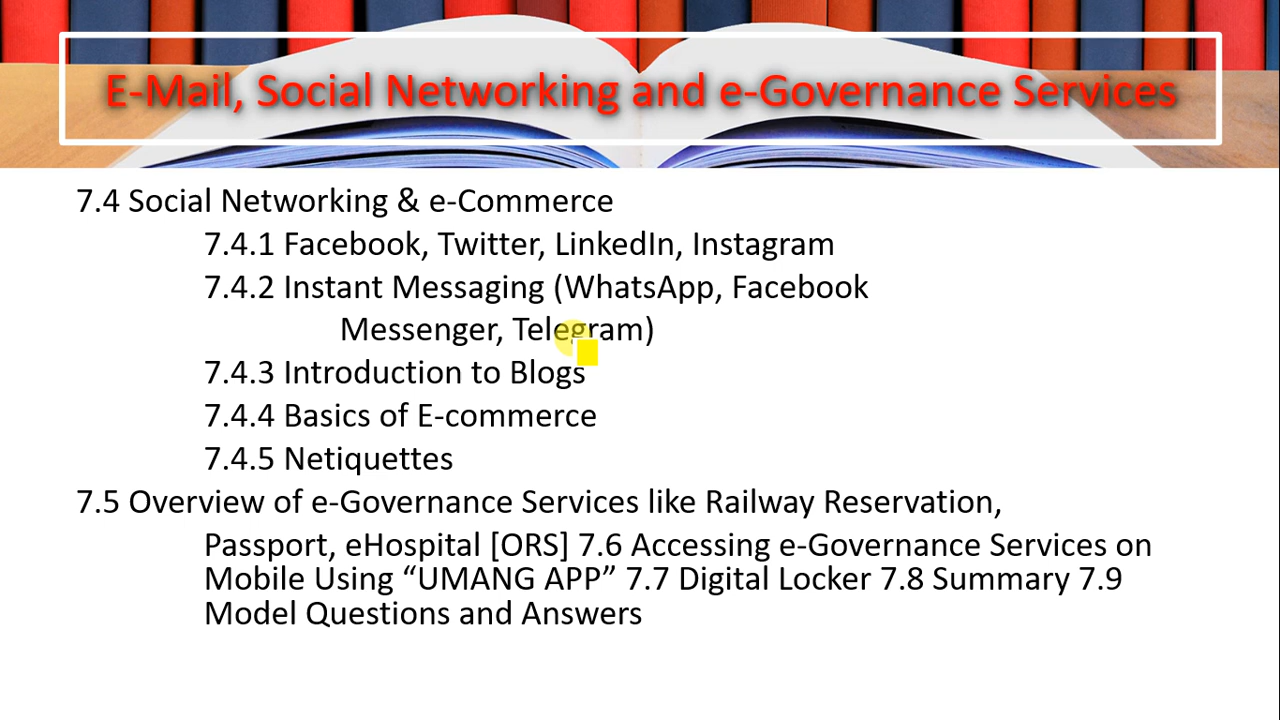 E-Mail, Social Networking and e-Governance Services
7.4 Social Networking & e-Commerce
7.4.1 Facebook, Twitter, LinkedIn, Instagram
7.4.2 Instant Messaging (WhatsApp, Facebook
Messenger, Telegram)
7.4.3 Introduction to Blogs
7.4.4 Basics of E-commerce
7.4.5 Netiquettes
7.5 Overview of e-Governance Services like Railway Reservation,
Passport, eHospital [ORS] 7.6 Accessing e-Governance Services on
Mobile Using “UMANG APP” 7.7 Digital Locker 7.8 Summary 7.9
Model Questions and Answers